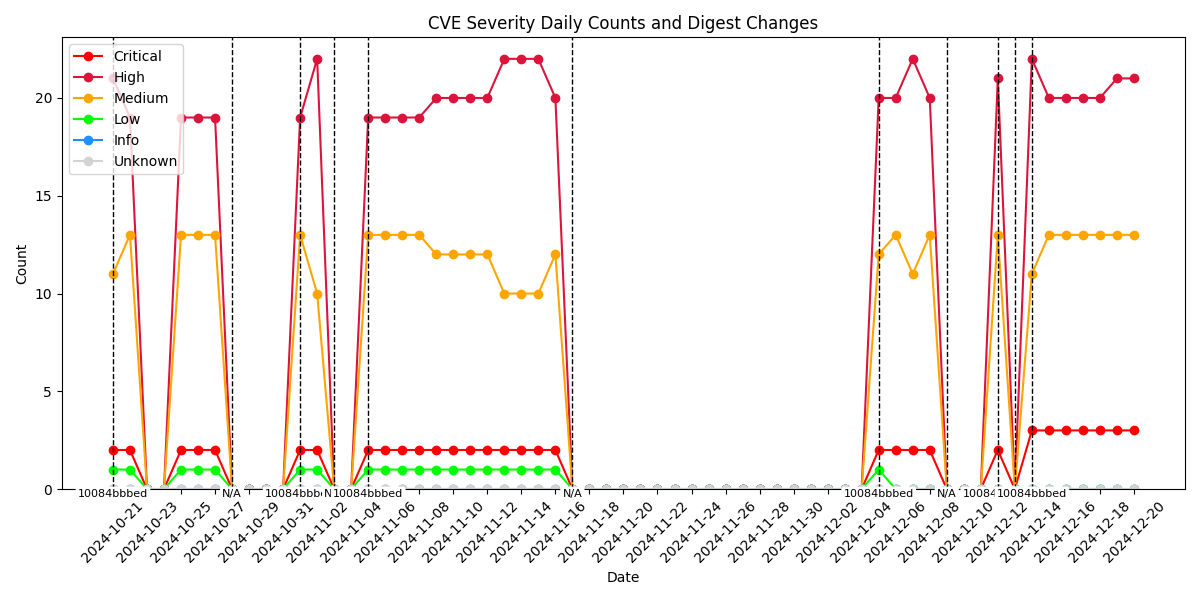 CVE Severity Daily Counts and Digest Changes
Critical
High
Medium
Low
Info
Unknown
Count
20
15
10
5
0
10084bbbed
N/A
10084bbb
N
10084bbbed
N/A
10084bbbed
N/A
10084
10084bbbed
2024-10-21
2024-10-23
2024-10-25
2024-10-27
2024-10-29
2024-10-31
2024-11-02
2024-11-04
2024-11-06
2024-11-08
2024-11-10
2024-11-12
2024-11-14
2024-11-16
2024-11-18
2024-11-20
2024-11-22
2024-11-24
2024-11-26
2024-11-28
2024-11-30
2024-12-02
2024-12-04
2024-12-06
2024-12-08
2024-12-10
2024-12-12
2024-12-14
2024-12-16
2024-12-18
2024-12-20
Date